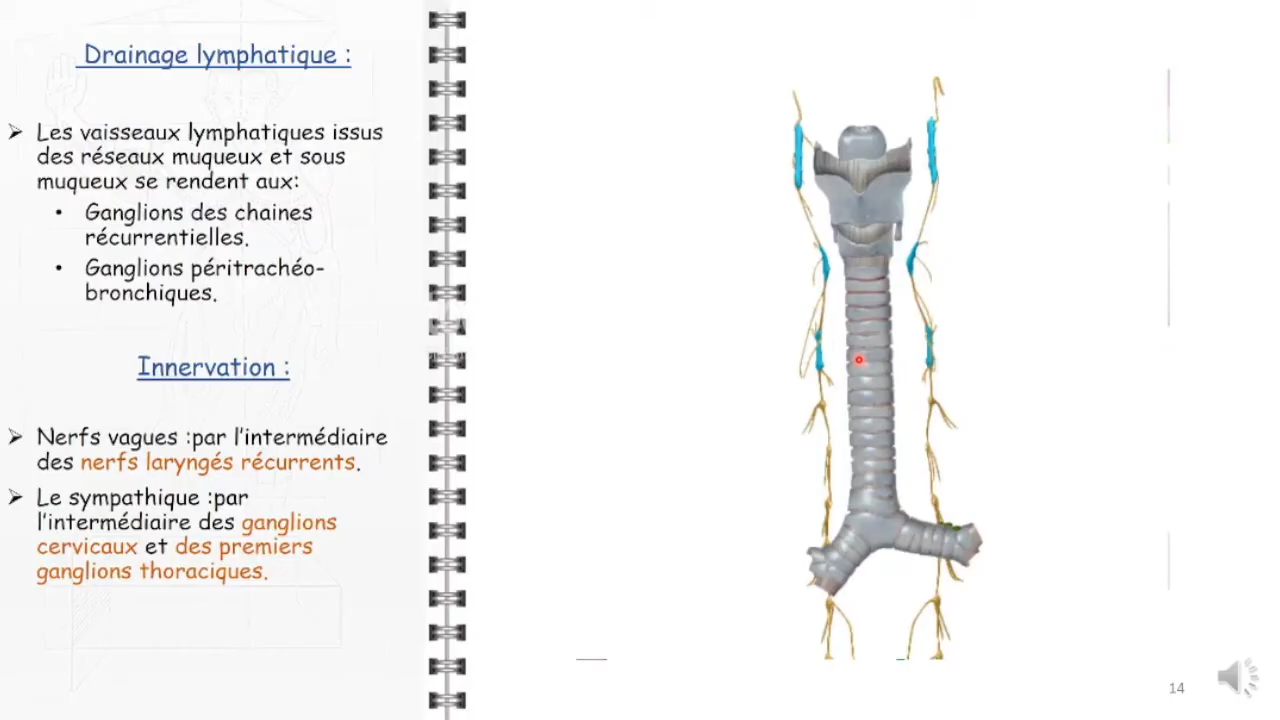 Drainage lymphatique :
➢ Les vaisseaux lymphatiques issus
des réseaux muqueux et sous
muqueux se rendent aux:
• Ganglions des chaines
récurrentielles.
• Ganglions péritrachéo-
bronchiques.
Innervation :
➢ Nerfs vagues :par l'intermédiaire
des nerfs laryngés récurrents.
➢ Le sympathique :par
l'intermédiaire des ganglions
cervicaux et des premiers
ganglions thoraciques.
14